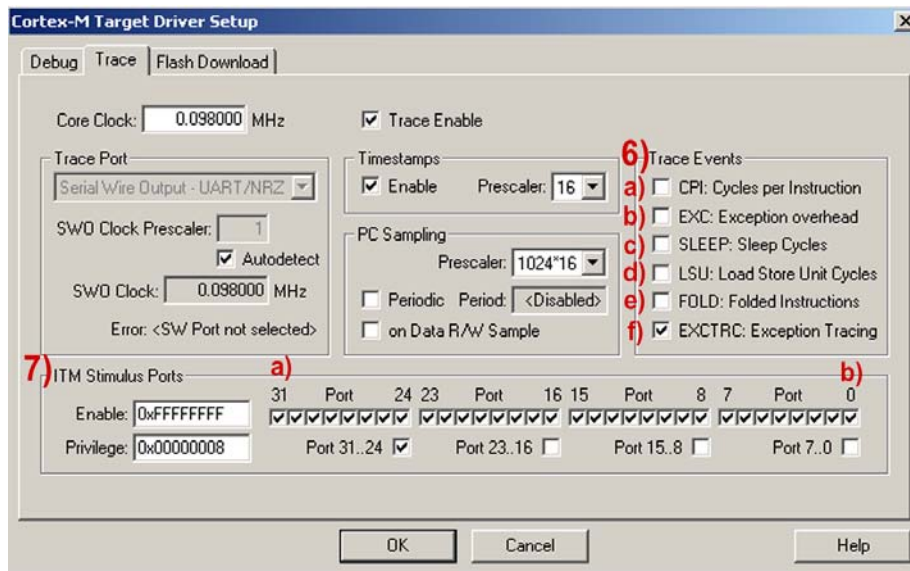 Cortex-M Target Driver Setup
Debug Trace Flash Download
Core Clock: 0.098000 MHz
Trace Enable
Trace Port
Serial Wire Output - UART/NRZ
SWO Clock Prescaler: 1
Autodetect
SWO Clock: 0.098000 MHz
Error: <SW Port not selected>
Timestamps
Enable Prescaler: 16
PC Sampling
Prescaler: 1024*16
Periodic Period: <Disabled>
on Data R/W Sample
6) Trace Events
a) CPI: Cycles per Instruction
b) EXC: Exception overhead
c) SLEEP: Sleep Cycles
d) LSU: Load Store Unit Cycles
e) FOLD: Folded Instructions
f) EXCTRC: Exception Tracing
7) ITM Stimulus Ports
a) b)
31 Port 24 23 Port 16 15 Port 8 7 Port 0
Enable: 0xFFFFFFFF
Privilege: 0x00000008
Port 31..24 Port 23..16 Port 15..8 Port 7..0
OK Cancel Help